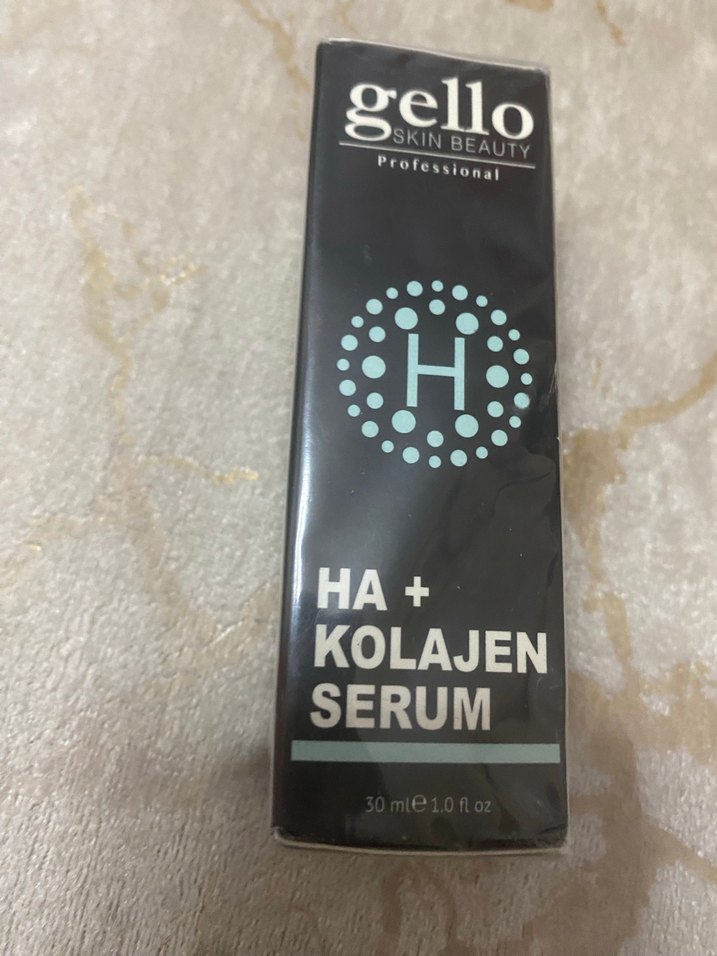 gello
SKIN BEAUTY
Professional
H
HA +
KOLAJEN
SERUM
30 ml℮ 1.0 fl oz